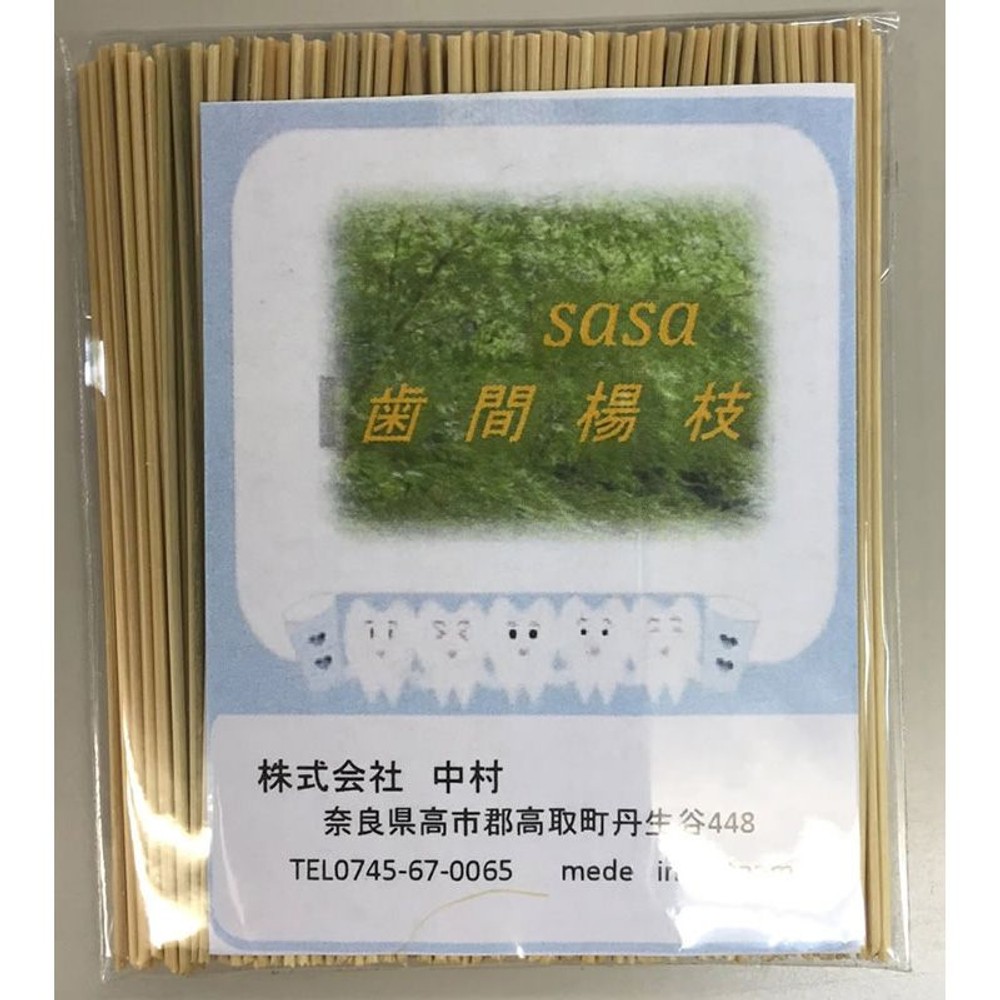 sasa
歯間楊枝
株式会社 中村
奈良県高市郡高取町丹生谷448
TEL0745-67-0065 mede in